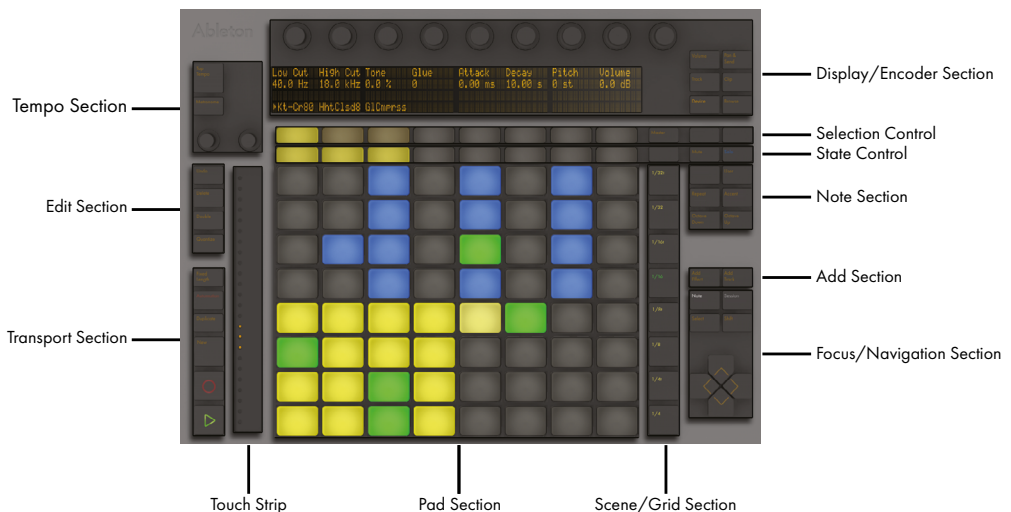 Ableton
Low Cut High Cut Tone Glue Attack Decay Pitch Volume
40.0 Hz 18.0 kHz 0.0 % 0 0.00 ms 10.00 s 0 st 0.0 dB
▸Kt-Cr80 HhtClsd8 GlCmprss
Display/Encoder Section
Tempo Section
Selection Control
State Control
Edit Section
Note Section
Add Section
Note
Session
Transport Section
Focus/Navigation Section
1/32t
1/32
1/16t
1/16
1/8t
1/8
1/4t
1/4
Touch Strip
Pad Section
Scene/Grid Section